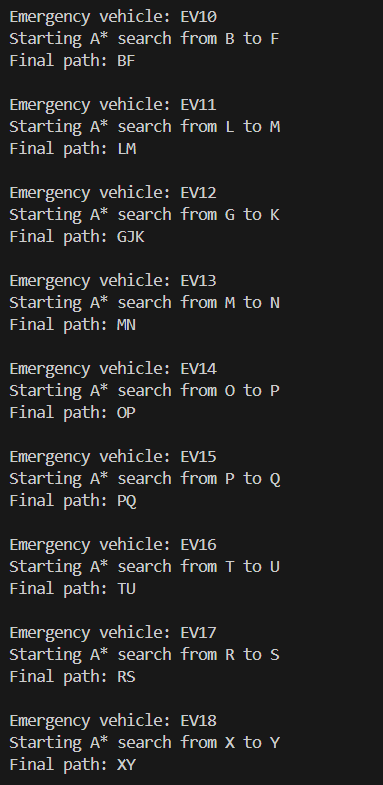 Emergency vehicle: EV10
Starting A* search from B to F
Final path: BF
Emergency vehicle: EV11
Starting A* search from L to M
Final path: LM
Emergency vehicle: EV12
Starting A* search from G to K
Final path: GJK
Emergency vehicle: EV13
Starting A* search from M to N
Final path: MN
Emergency vehicle: EV14
Starting A* search from O to P
Final path: OP
Emergency vehicle: EV15
Starting A* search from P to Q
Final path: PQ
Emergency vehicle: EV16
Starting A* search from T to U
Final path: TU
Emergency vehicle: EV17
Starting A* search from R to S
Final path: RS
Emergency vehicle: EV18
Starting A* search from X to Y
Final path: XY